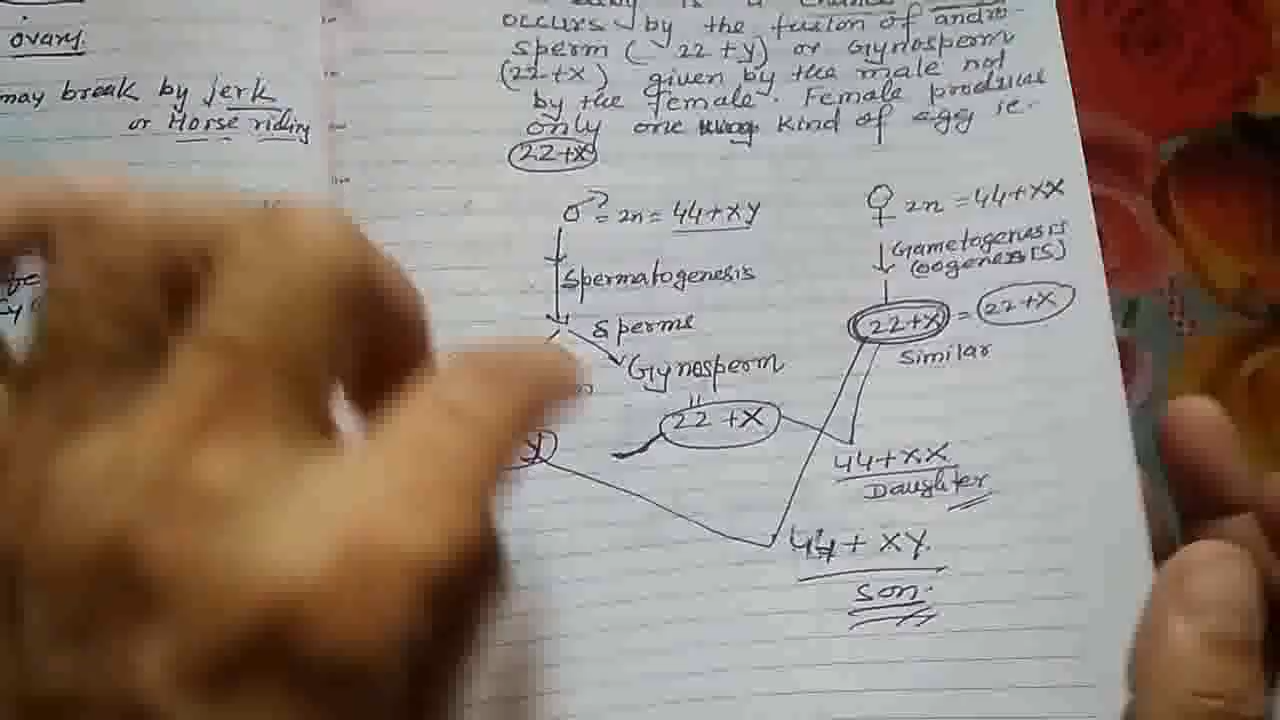 ovary
may break by jerk
or Horse riding
occurs by the fusion of andro-
sperm ( 22 + y) or Gynosperm
(22+X) given by the male not
by the female. Female produces
only one kind of egg ie.
22+X
♂ = 2n = 44+XY
♀ 2n = 44+XX
Gametogenesis
(oogenesis)
Spermatogenesis
22+X = 22+X
Sperms
Similar
Gynosperm
22 +X
y
44+XX
Daughter
44 + XY.
Son.